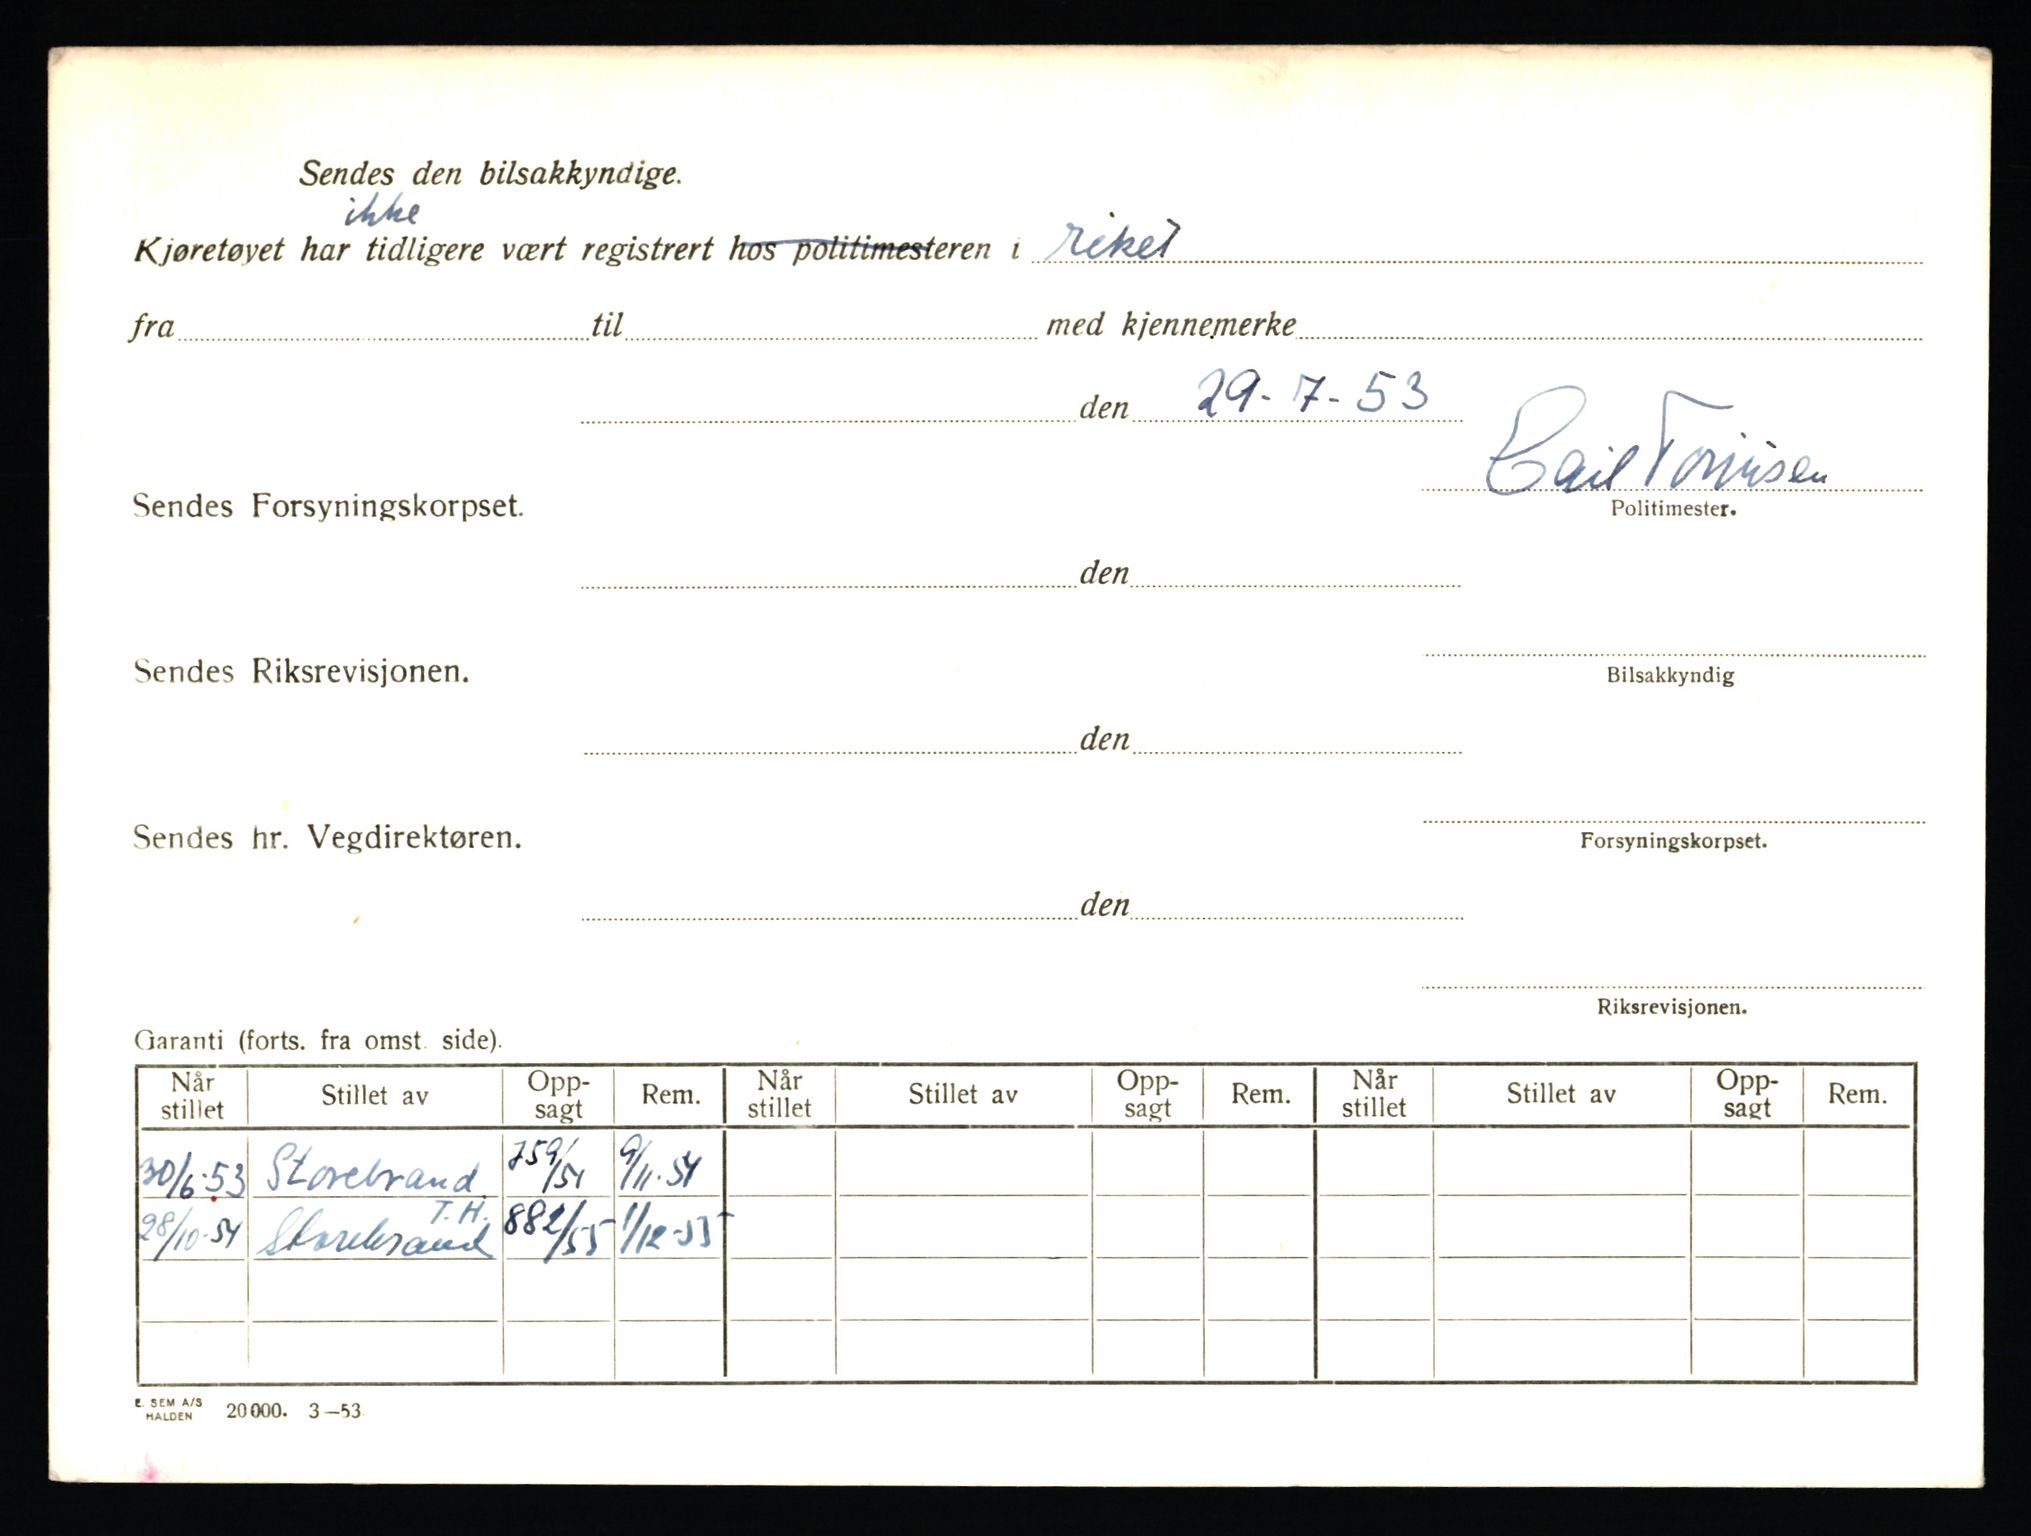 Sendes den bilsakkyndige.
ikke
Kjøretøyet har tidligere vært registrert hos politimesteren i riket
fra til med kjennemerke
den 29-7-53
Sendes Forsyningskorpset.
Politimester.
den
Sendes Riksrevisjonen.
Bilsakkyndig
den
Sendes hr. Vegdirektøren.
Forsyningskorpset.
den
Riksrevisjonen.
Garanti (forts. fra omst. side).
Når stillet Stillet av Opp-sagt Rem. Når stillet Stillet av Opp-sagt Rem. Når stillet Stillet av Opp-sagt Rem.
30/6-53 Storebrand 759/54 9/11-54
T.H.
28/10-54 Storebrand 882/55 1/12-55
E. SEM A/S
HALDEN 20000. 3—53.